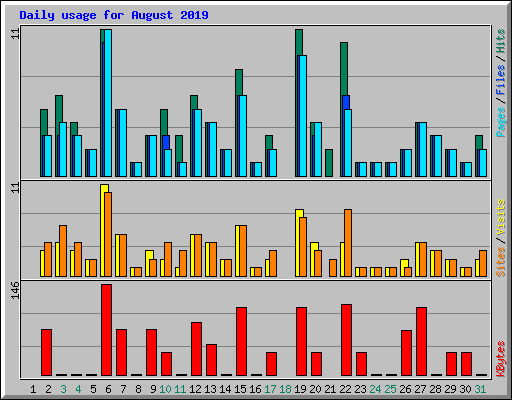 Daily usage for August 2019
11
Pages/Files/Hits
11
Sites/Visits
146
KBytes
1 2 3 4 5 6 7 8 9 10 11 12 13 14 15 16 17 18 19 20 21 22 23 24 25 26 27 28 29 30 31